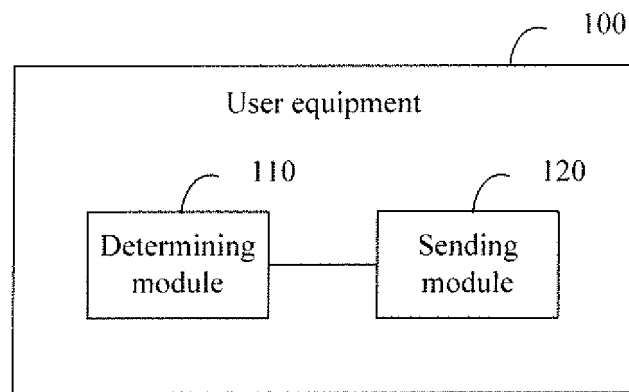 100
User equipment
110
120
Determining
module
Sending
module